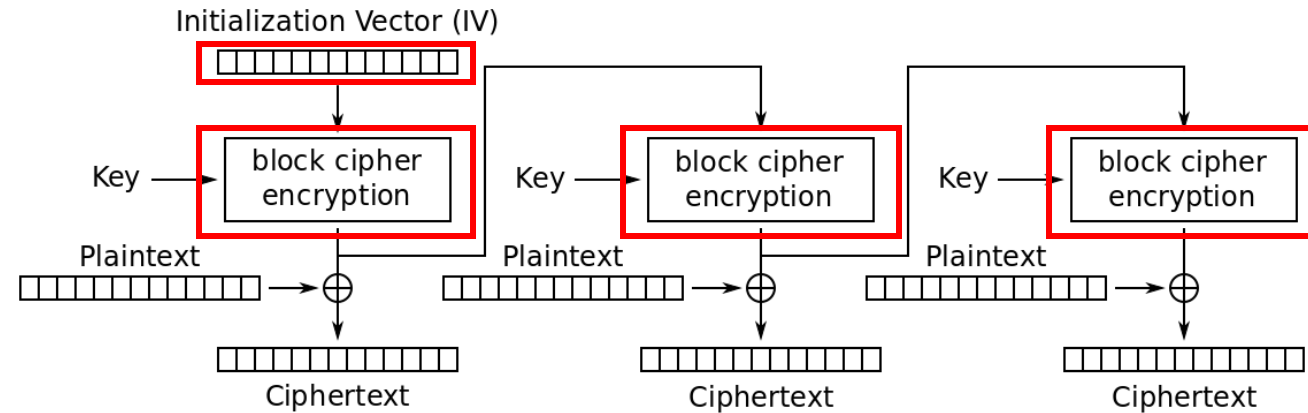 Initialization Vector (IV)
Key
block cipher
encryption
Key
block cipher
encryption
Key
block cipher
encryption
Plaintext
Plaintext
Plaintext
Ciphertext
Ciphertext
Ciphertext